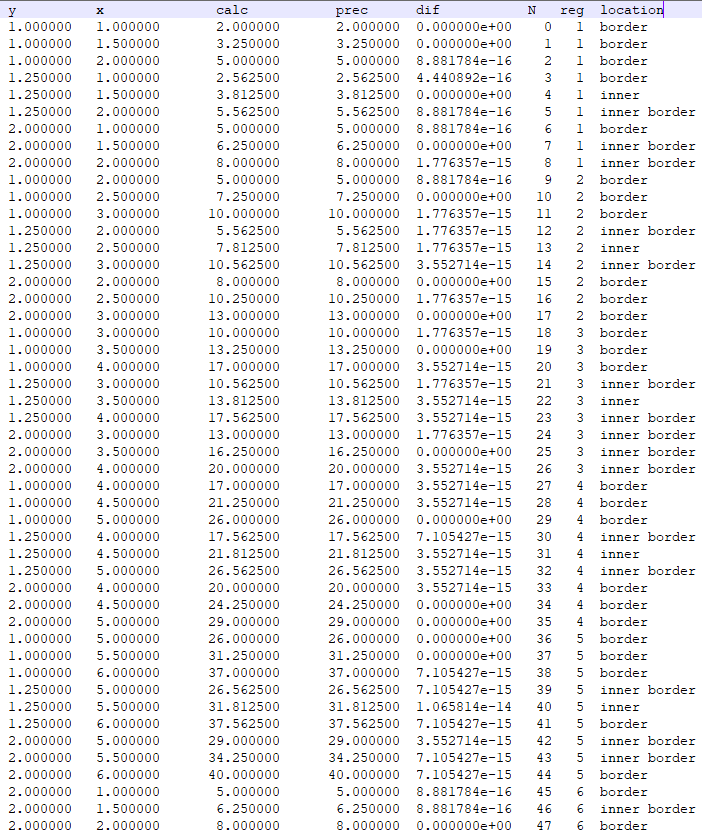 y x calc prec dif N reg location
1.000000 1.000000 2.000000 2.000000 0.000000e+00 0 1 border
1.000000 1.500000 3.250000 3.250000 0.000000e+00 1 1 border
1.000000 2.000000 5.000000 5.000000 8.881784e-16 2 1 border
1.250000 1.000000 2.562500 2.562500 4.440892e-16 3 1 border
1.250000 1.500000 3.812500 3.812500 0.000000e+00 4 1 inner
1.250000 2.000000 5.562500 5.562500 8.881784e-16 5 1 inner border
2.000000 1.000000 5.000000 5.000000 8.881784e-16 6 1 border
2.000000 1.500000 6.250000 6.250000 0.000000e+00 7 1 inner border
2.000000 2.000000 8.000000 8.000000 1.776357e-15 8 1 inner border
1.000000 2.000000 5.000000 5.000000 8.881784e-16 9 2 border
1.000000 2.500000 7.250000 7.250000 0.000000e+00 10 2 border
1.000000 3.000000 10.000000 10.000000 1.776357e-15 11 2 border
1.250000 2.000000 5.562500 5.562500 1.776357e-15 12 2 inner border
1.250000 2.500000 7.812500 7.812500 1.776357e-15 13 2 inner
1.250000 3.000000 10.562500 10.562500 3.552714e-15 14 2 inner border
2.000000 2.000000 8.000000 8.000000 0.000000e+00 15 2 border
2.000000 2.500000 10.250000 10.250000 1.776357e-15 16 2 border
2.000000 3.000000 13.000000 13.000000 0.000000e+00 17 2 border
1.000000 3.000000 10.000000 10.000000 1.776357e-15 18 3 border
1.000000 3.500000 13.250000 13.250000 0.000000e+00 19 3 border
1.000000 4.000000 17.000000 17.000000 3.552714e-15 20 3 border
1.250000 3.000000 10.562500 10.562500 1.776357e-15 21 3 inner border
1.250000 3.500000 13.812500 13.812500 3.552714e-15 22 3 inner
1.250000 4.000000 17.562500 17.562500 3.552714e-15 23 3 inner border
2.000000 3.000000 13.000000 13.000000 1.776357e-15 24 3 inner border
2.000000 3.500000 16.250000 16.250000 0.000000e+00 25 3 inner border
2.000000 4.000000 20.000000 20.000000 3.552714e-15 26 3 inner border
1.000000 4.000000 17.000000 17.000000 3.552714e-15 27 4 border
1.000000 4.500000 21.250000 21.250000 3.552714e-15 28 4 border
1.000000 5.000000 26.000000 26.000000 0.000000e+00 29 4 border
1.250000 4.000000 17.562500 17.562500 7.105427e-15 30 4 inner border
1.250000 4.500000 21.812500 21.812500 3.552714e-15 31 4 inner
1.250000 5.000000 26.562500 26.562500 3.552714e-15 32 4 inner border
2.000000 4.000000 20.000000 20.000000 3.552714e-15 33 4 border
2.000000 4.500000 24.250000 24.250000 0.000000e+00 34 4 border
2.000000 5.000000 29.000000 29.000000 0.000000e+00 35 4 border
1.000000 5.000000 26.000000 26.000000 0.000000e+00 36 5 border
1.000000 5.500000 31.250000 31.250000 0.000000e+00 37 5 border
1.000000 6.000000 37.000000 37.000000 7.105427e-15 38 5 border
1.250000 5.000000 26.562500 26.562500 7.105427e-15 39 5 inner border
1.250000 5.500000 31.812500 31.812500 1.065814e-14 40 5 inner
1.250000 6.000000 37.562500 37.562500 7.105427e-15 41 5 border
2.000000 5.000000 29.000000 29.000000 3.552714e-15 42 5 inner border
2.000000 5.500000 34.250000 34.250000 7.105427e-15 43 5 inner border
2.000000 6.000000 40.000000 40.000000 7.105427e-15 44 5 border
2.000000 1.000000 5.000000 5.000000 8.881784e-16 45 6 border
2.000000 1.500000 6.250000 6.250000 8.881784e-16 46 6 inner border
2.000000 2.000000 8.000000 8.000000 0.000000e+00 47 6 border